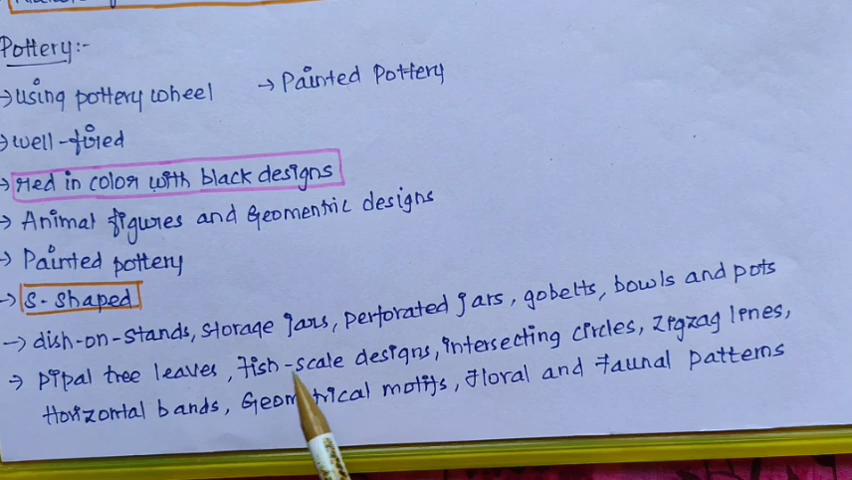 Pottery:-
→ using pottery wheel → Painted Pottery
→ well-fired
→ red in color with black designs
→ Animal figures and Geomentric designs
→ Painted pottery
→ S-shaped
→ dish-on-stands, storage jars, perforated jars, gobelts, bowls and pots
→ pipal tree leaves, fish-scale designs, intersecting circles, zigzag lines,
Horizontal bands, Geometrical motifs, floral and faunal patterns